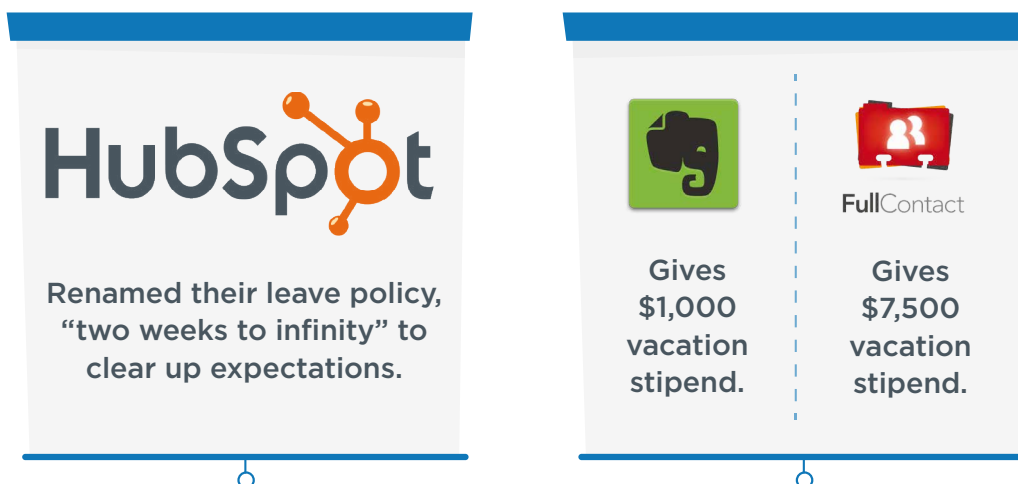 HubSpot
Renamed their leave policy,
“two weeks to infinity” to
clear up expectations.
Gives
$1,000
vacation
stipend.
FullContact
Gives
$7,500
vacation
stipend.